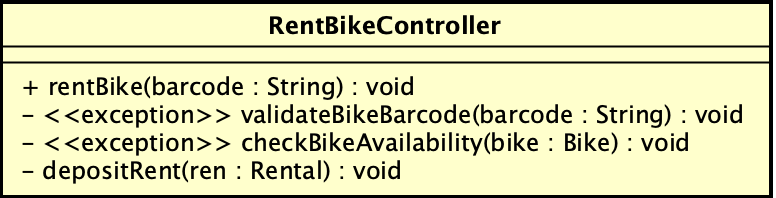 RentBikeController
+ rentBike(barcode : String) : void
- <<exception>> validateBikeBarcode(barcode : String) : void
- <<exception>> checkBikeAvailability(bike : Bike) : void
- depositRent(ren : Rental) : void